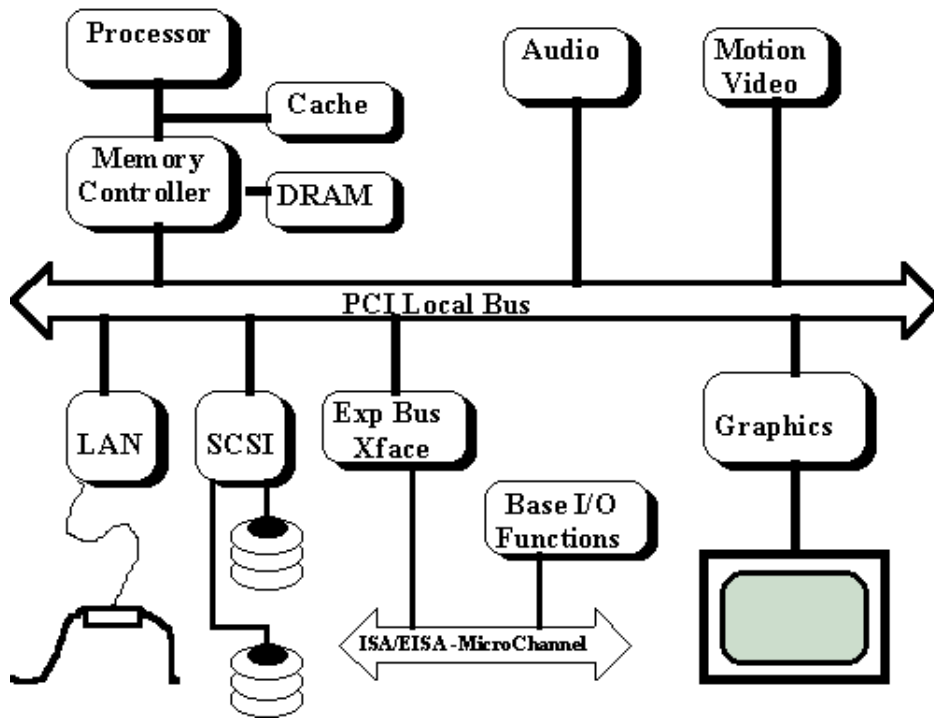 Processor
Audio
Motion
Video
Cache
Memory
Controller
DRAM
PCI Local Bus
LAN
SCSI
Exp Bus
Xface
Graphics
Base I/O
Functions
ISA/EISA - MicroChannel